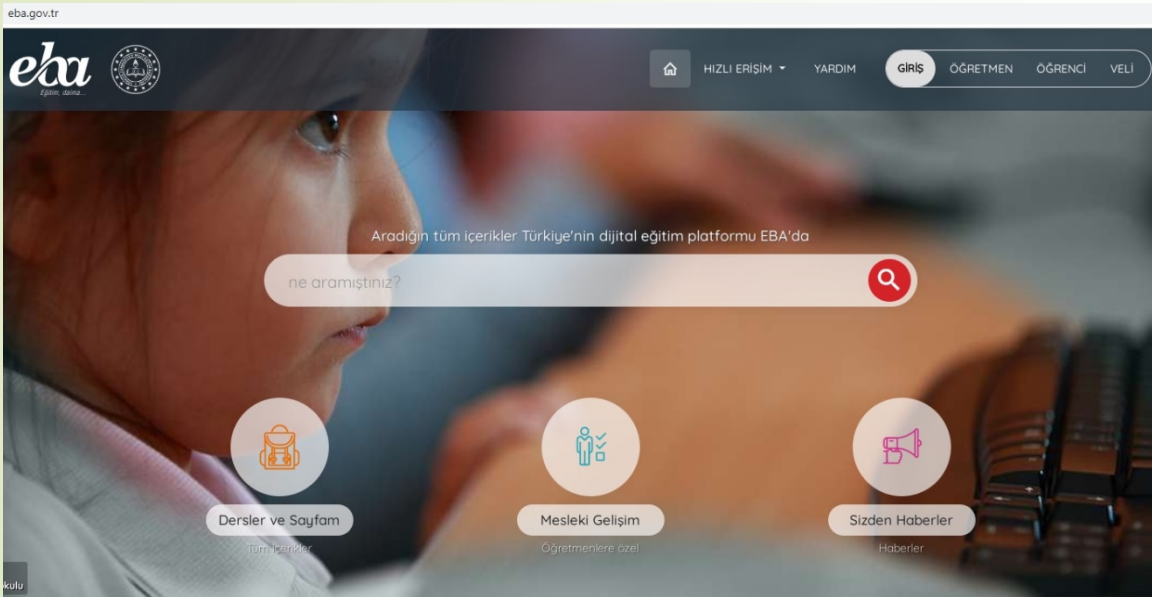 eba.gov.tr
eba
Eğitim, daima...
HIZLI ERİŞİM
YARDIM
GİRİŞ
ÖĞRETMEN
ÖĞRENCİ
VELİ
Aradığın tüm içerikler Türkiye'nin dijital eğitim platformu EBA'da
ne aramıştınız?
Dersler ve Sayfam
Tüm İçerikler
Mesleki Gelişim
Öğretmenlere özel
Sizden Haberler
Haberler
okulu